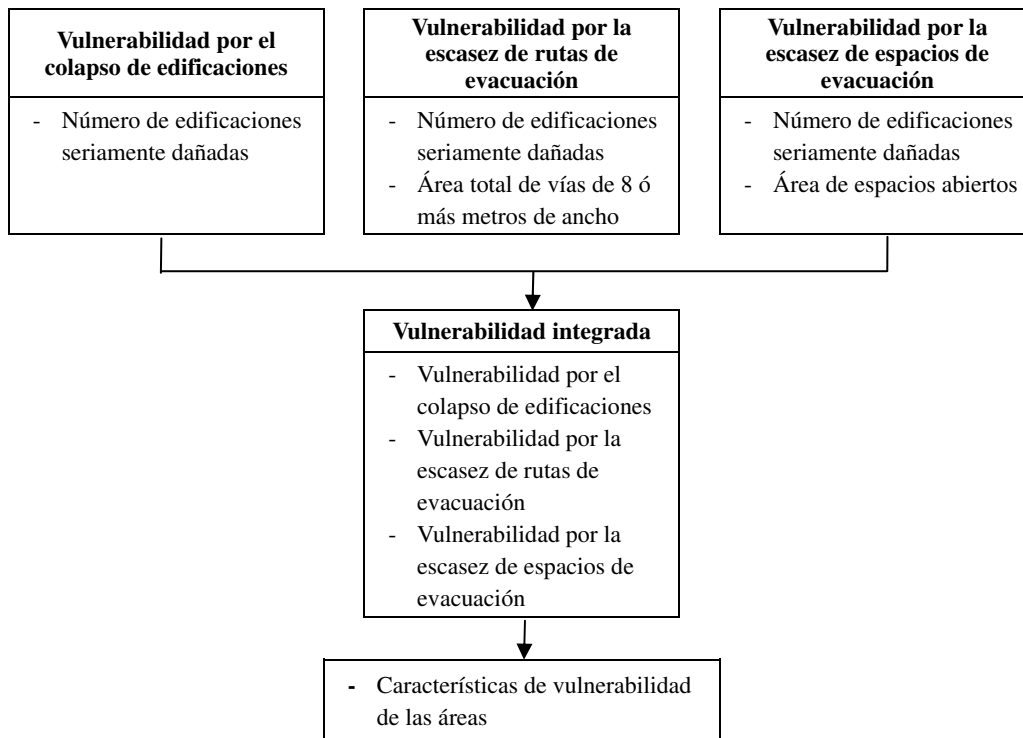 Vulnerabilidad por el
colapso de edificaciones
- Número de edificaciones
seriamente dañadas
Vulnerabilidad por la
escasez de rutas de
evacuación
- Número de edificaciones
seriamente dañadas
- Área total de vías de 8 ó
más metros de ancho
Vulnerabilidad por la
escasez de espacios de
evacuación
- Número de edificaciones
seriamente dañadas
- Área de espacios abiertos
Vulnerabilidad integrada
- Vulnerabilidad por el
colapso de edificaciones
- Vulnerabilidad por la
escasez de rutas de
evacuación
- Vulnerabilidad por la
escasez de espacios de
evacuación
- Características de vulnerabilidad
de las áreas